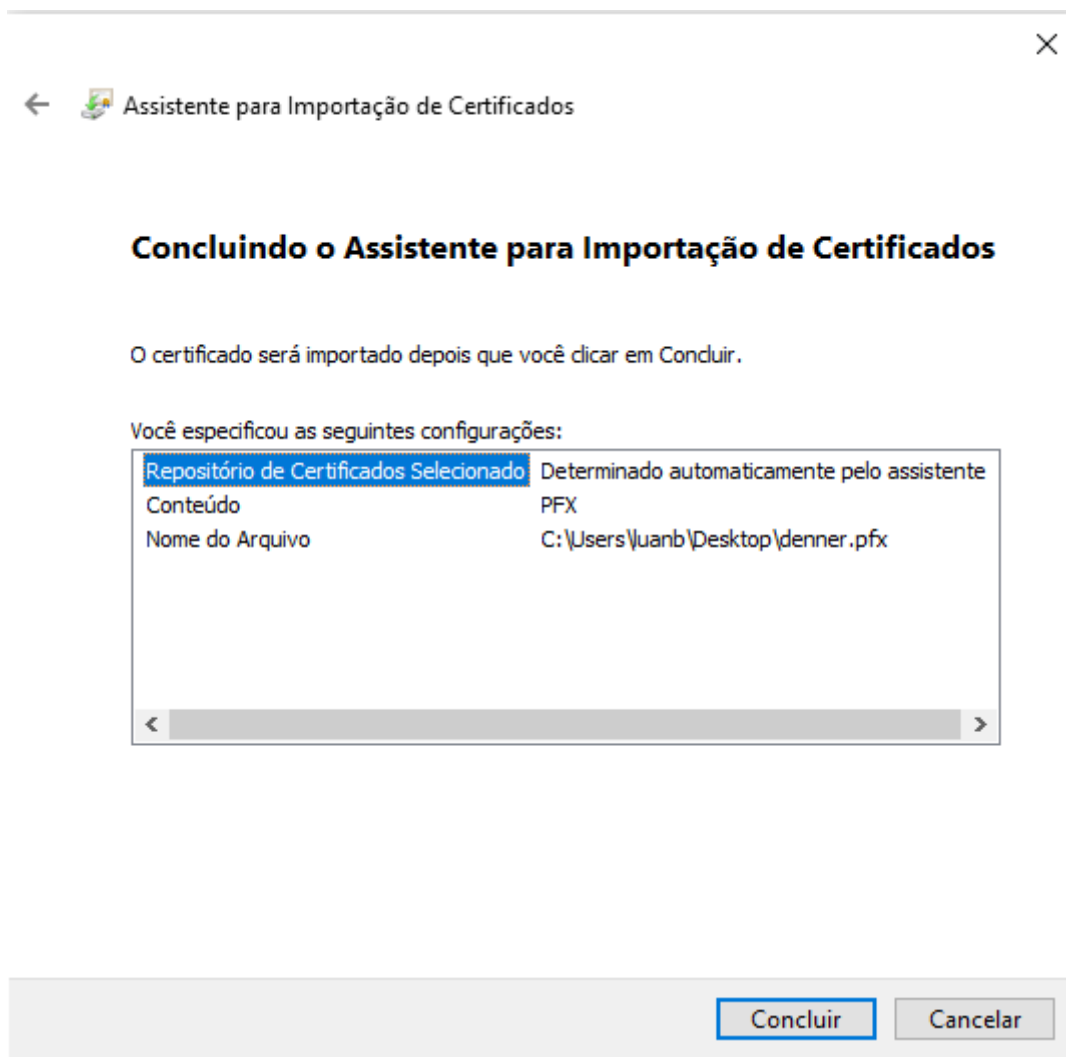 Assistente para Importação de Certificados
Concluindo o Assistente para Importação de Certificados
O certificado será importado depois que você clicar em Concluir.
Você especificou as seguintes configurações:
Repositório de Certificados Selecionado Determinado automaticamente pelo assistente
Conteúdo PFX
Nome do Arquivo C:\Users\luanb\Desktop\denner.pfx
Concluir Cancelar